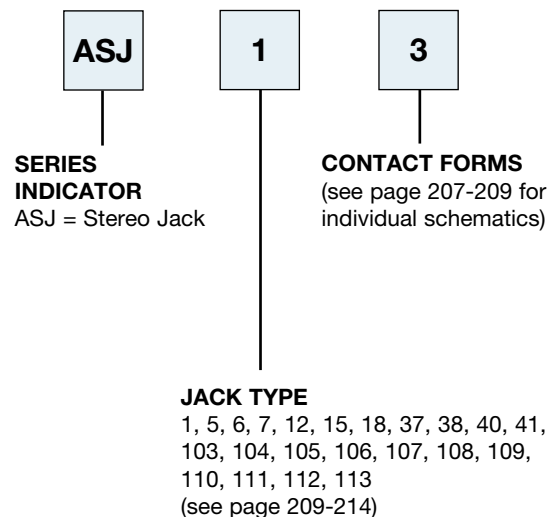 ASJ 1 3
SERIES
INDICATOR
ASJ = Stereo Jack
CONTACT FORMS
(see page 207-209 for
individual schematics)
JACK TYPE
1, 5, 6, 7, 12, 15, 18, 37, 38, 40, 41,
103, 104, 105, 106, 107, 108, 109,
110, 111, 112, 113
(see page 209-214)